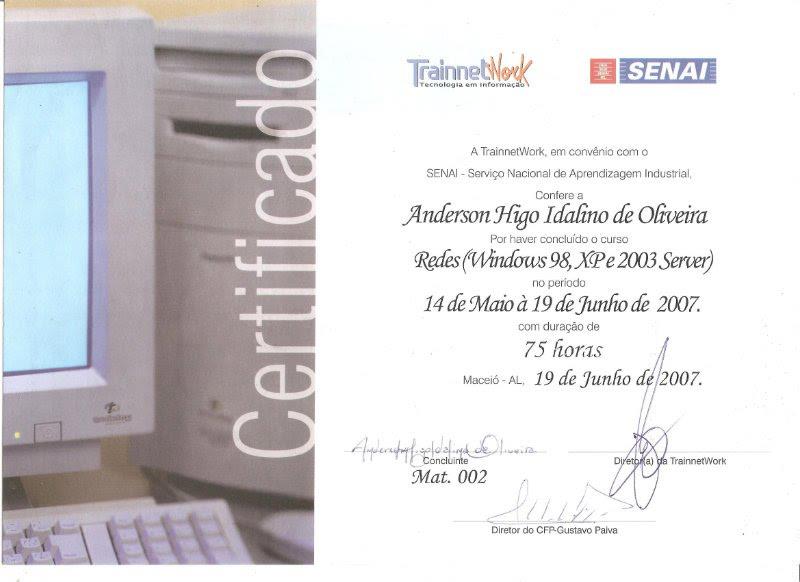 Certificado
TrainnetWork
Tecnologia em Informação
SENAI
A TrainnetWork, em convênio com o
SENAI - Serviço Nacional de Aprendizagem Industrial,
Confere a
Anderson Higo Idalino de Oliveira
Por haver concluído o curso
Redes (Windows 98, XP e 2003 Server)
no período
14 de Maio à 19 de Junho de 2007.
com duração de
75 horas
Maceió - AL, 19 de Junho de 2007.
Anderson Higo Idalino de Oliveira
Concluinte
Diretor(a) da TrainnetWork
Mat. 002
Diretor do CFP-Gustavo Paiva